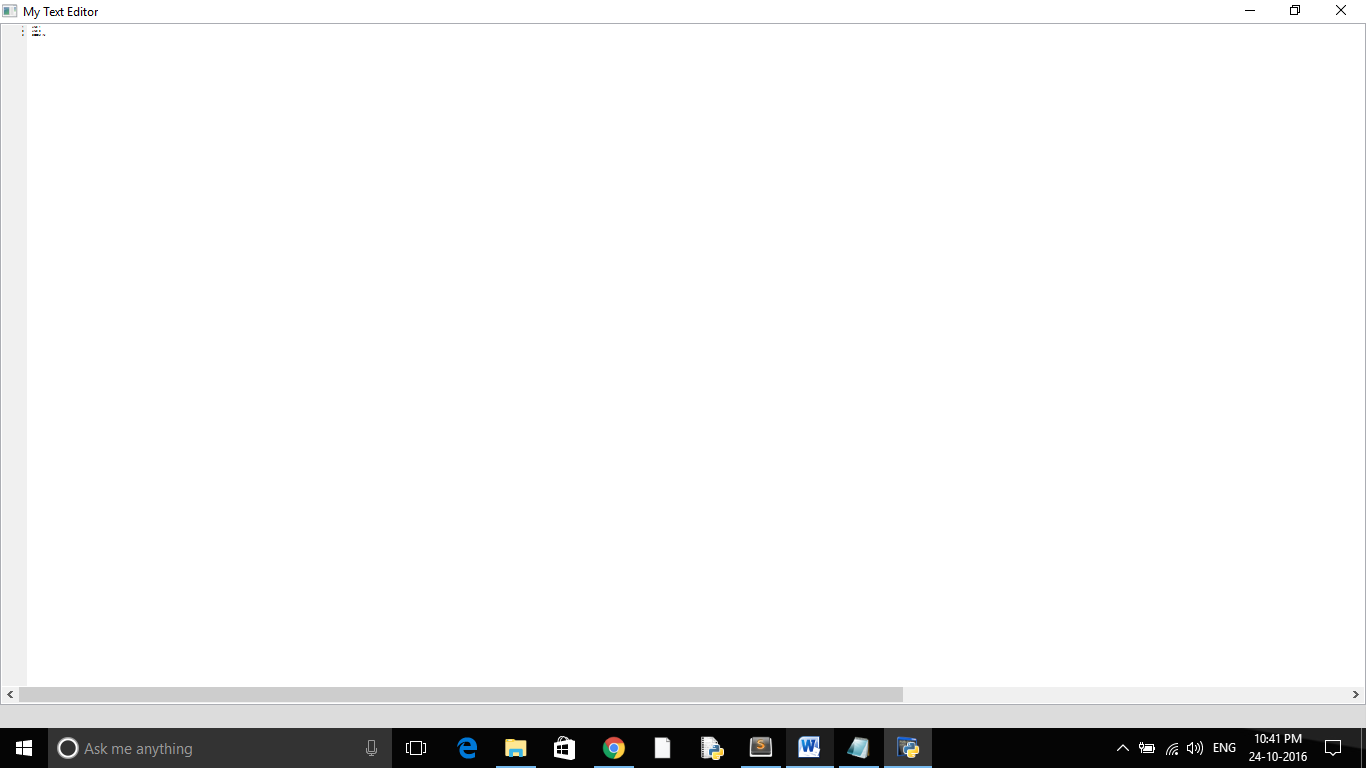 My Text Editor
Ask me anything
ENG
10:41 PM
24-10-2016